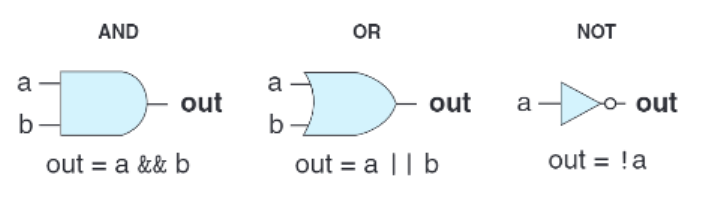 AND OR NOT
a out a out a out
b b
out = a && b out = a || b out = !a